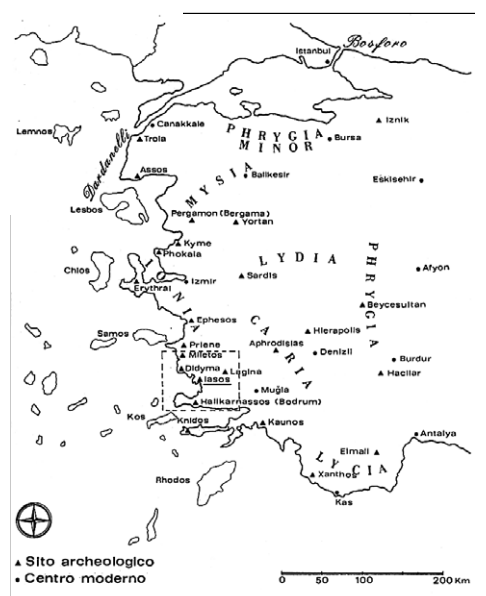 Bosforo
Istanbul
Iznik
Canakkale
PHRYGIA
MINOR
Bursa
Lemnos
Troia
Dardanelli
MYSIA
Assos
Balikesir
Eskisehir
Lesbos
Pergamon (Bergama)
Yortan
Kyme
Phokaia
LYDIA
PHRYGIA
Chios
IONIA
Izmir
Sardis
Afyon
Erythrai
Beycesultan
Ephesos
CARIA
Hierapolis
Samos
Priene
Aphrodisias
Miletos
Denizli
Burdur
Didyma
Lagina
Hacilar
Iasos
Muğla
Halikarnassos (Bodrum)
Kos
Knidos
Kaunos
Antalya
Elmali
LYCIA
Xanthos
Rhodos
Kas
Sito archeologico
Centro moderno
0 50 100 200 Km